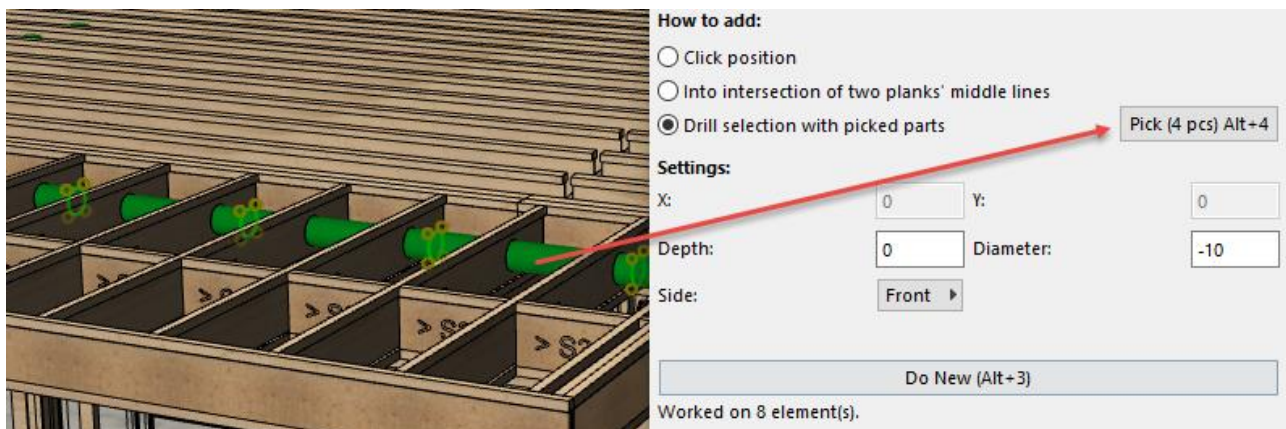 How to add:
Click position
Into intersection of two planks' middle lines
Drill selection with picked parts
Pick (4 pcs) Alt+4
Settings:
X: 0 Y: 0
Depth: 0 Diameter: -10
Side: Front
Do New (Alt+3)
Worked on 8 element(s).